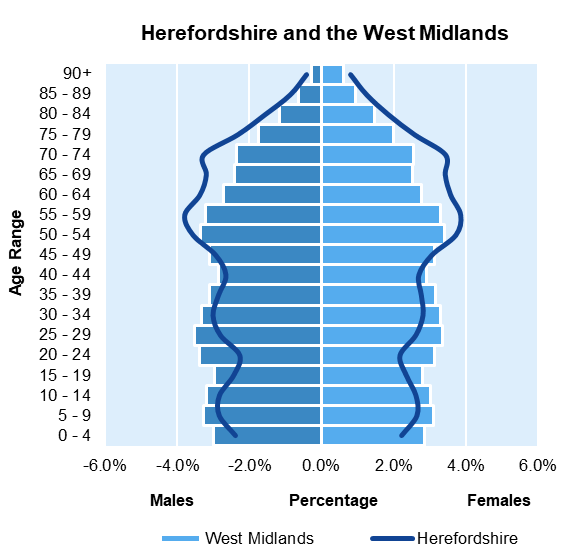 Herefordshire and the West Midlands
Age Range
90+
85 - 89
80 - 84
75 - 79
70 - 74
65 - 69
60 - 64
55 - 59
50 - 54
45 - 49
40 - 44
35 - 39
30 - 34
25 - 29
20 - 24
15 - 19
10 - 14
5 - 9
0 - 4
-6.0% -4.0% -2.0% 0.0% 2.0% 4.0% 6.0%
Males Percentage Females
West Midlands Herefordshire